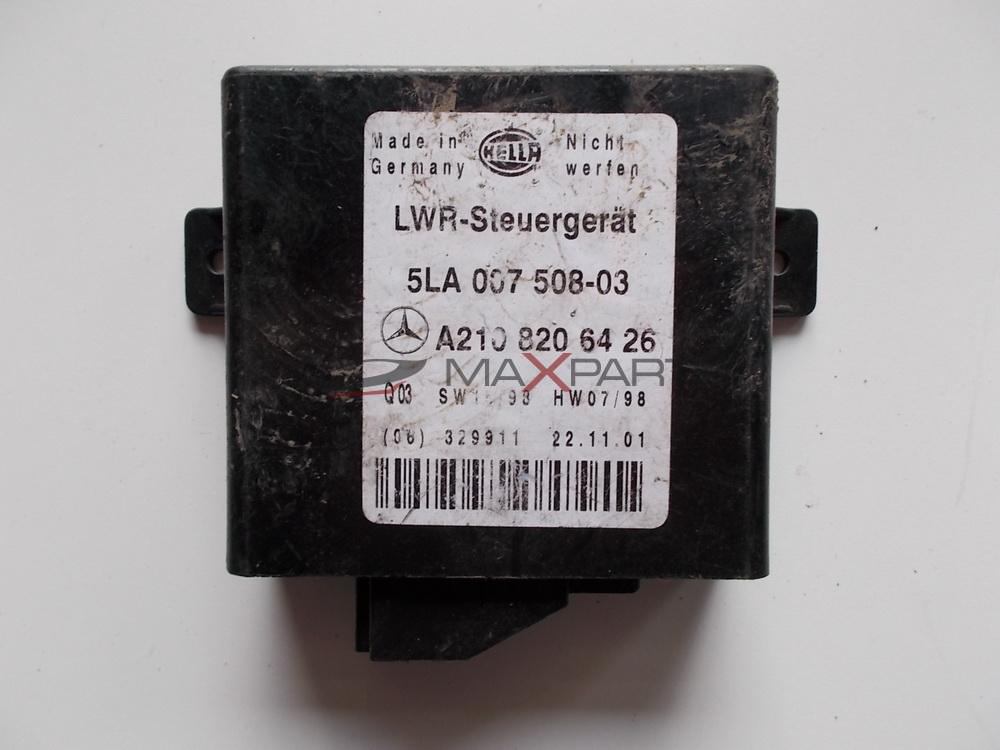 Made in HELLA Nicht
Germany werfen
LWR-Steuergerät
5LA 007 508-03
A210 820 64 26
MAXPART
Q03 HW07/98
(06) 329911 22.11.01